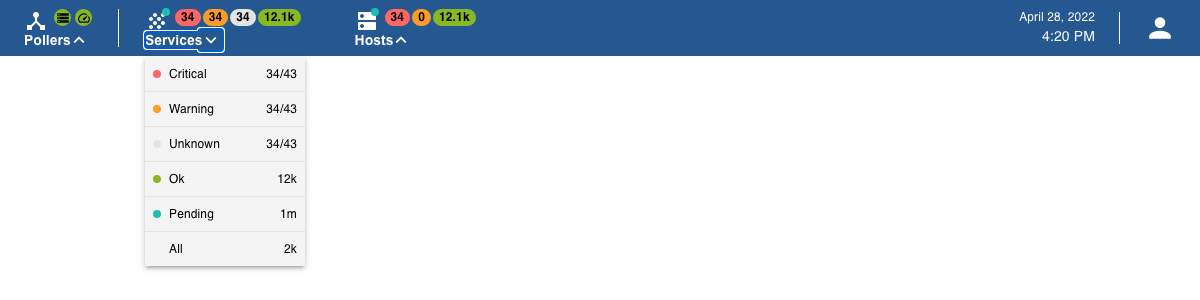 34 34 34 12.1k
34 0 12.1k
April 28, 2022
Pollers
Services
Hosts
4:20 PM
Critical 34/43
Warning 34/43
Unknown 34/43
Ok 12k
Pending 1m
All 2k